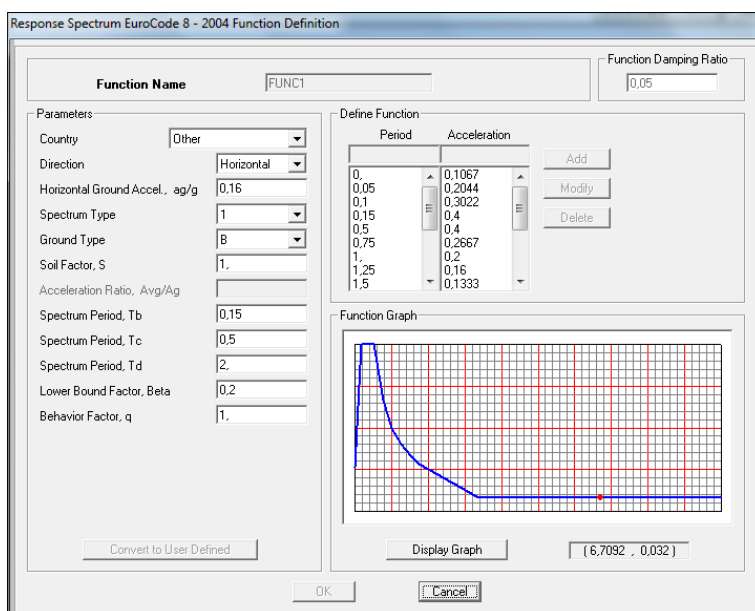 Response Spectrum EuroCode 8 - 2004 Function Definition
Function Name
FUNC1
Function Damping Ratio
0,05
Parameters
Country
Other
Direction
Horizontal
Horizontal Ground Accel., ag/g
0,16
Spectrum Type
1
Ground Type
B
Soil Factor, S
1,
Acceleration Ratio, Avg/Ag
Spectrum Period, Tb
0,15
Spectrum Period, Tc
0,5
Spectrum Period, Td
2,
Lower Bound Factor, Beta
0,2
Behavior Factor, q
1,
Convert to User Defined
Define Function
Period Acceleration
0, 0,1067
0,05 0,2044
0,1 0,3022
0,15 0,4
0,5 0,4
0,75 0,2667
1, 0,2
1,25 0,16
1,5 0,1333
Add
Modify
Delete
Function Graph
Display Graph
(6,7092 , 0,032)
OK
Cancel